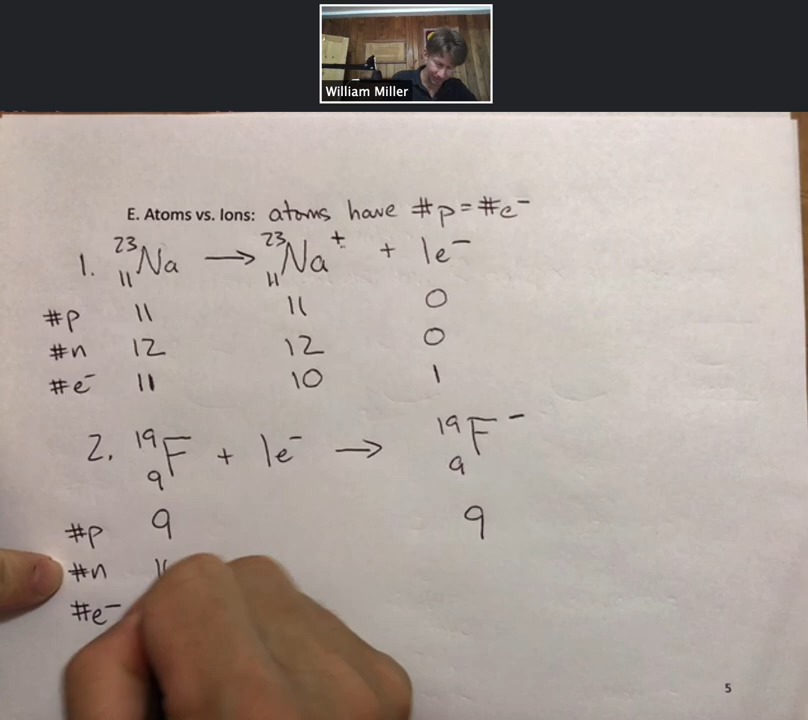 William Miller
E. Atoms vs. Ions: atoms have #p=#e⁻
1. ²³₁₁Na → ²³₁₁Na⁺ + 1e⁻
#p 11 11 0
#n 12 12 0
#e⁻ 11 10 1
2. ¹⁹₉F + 1e⁻ → ¹⁹₉F⁻
#p 9 9
#n
#e⁻
5